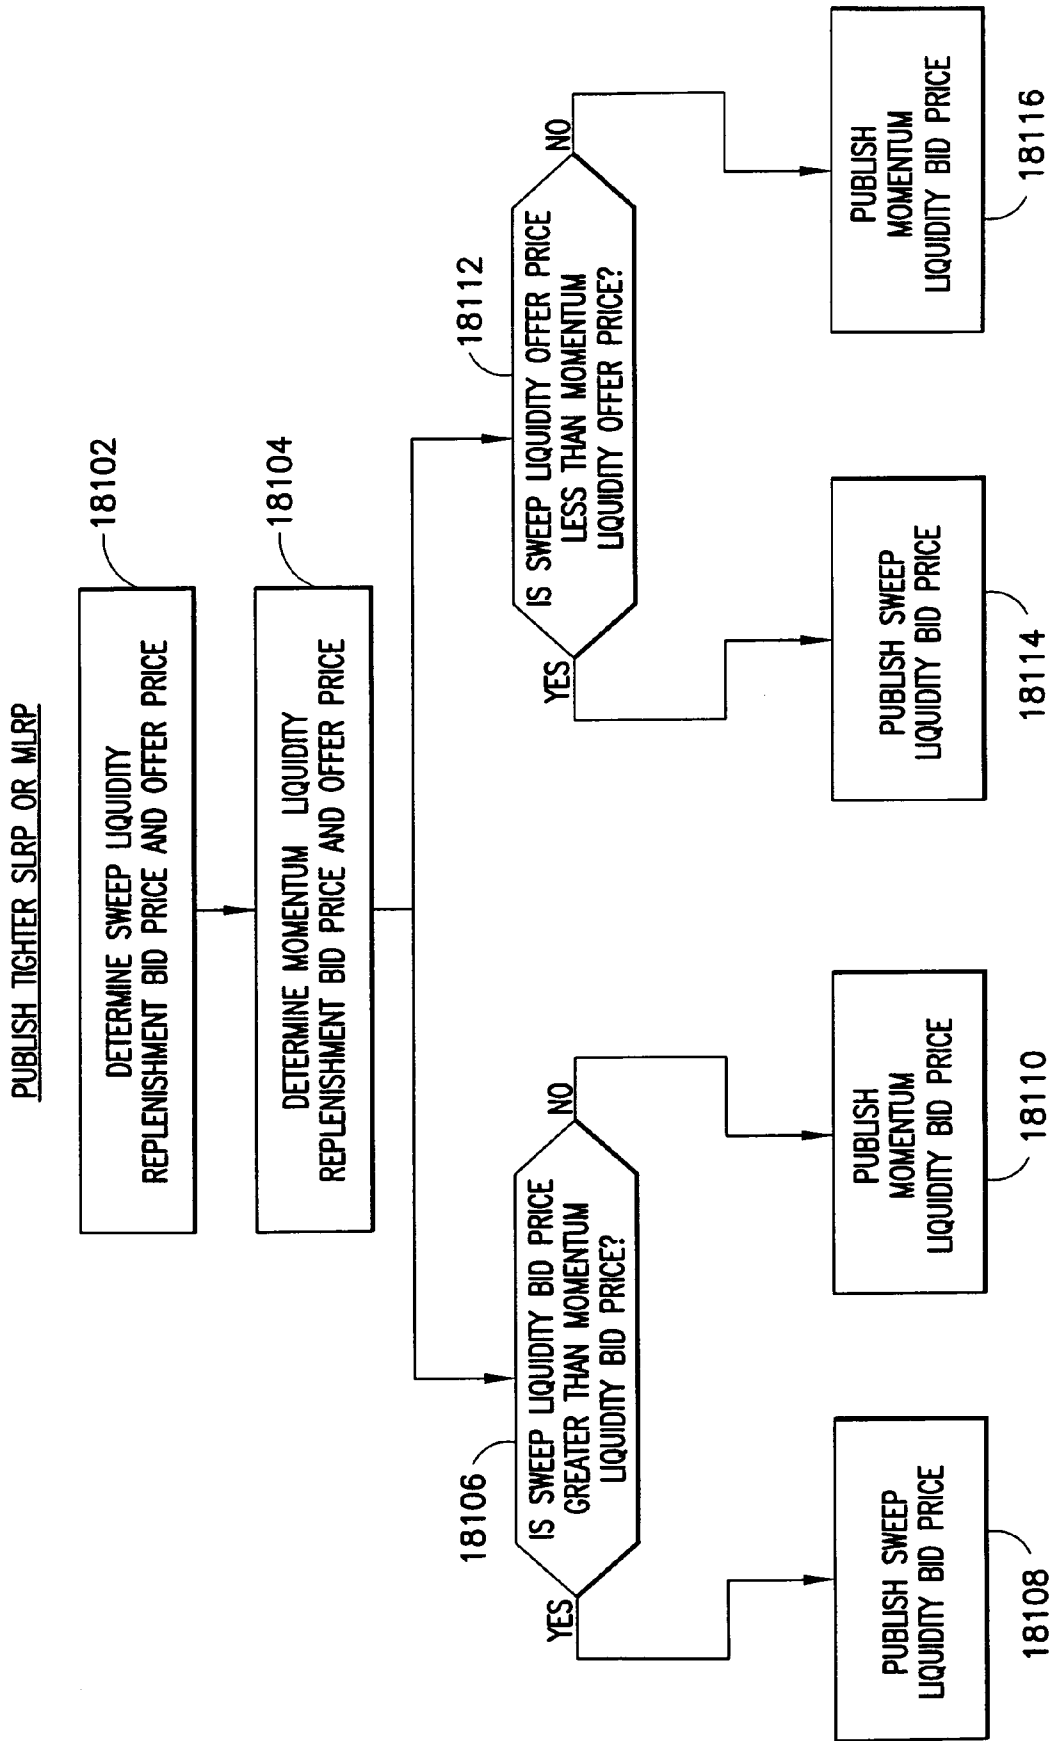 PUBLISH TIGHTER SLRP OR MLRP
18102
DETERMINE SWEEP LIQUIDITY
REPLENISHMENT BID PRICE AND OFFER PRICE
18104
DETERMINE MOMENTUM LIQUIDITY
REPLENISHMENT BID PRICE AND OFFER PRICE
18106
IS SWEEP LIQUIDITY BID PRICE
GREATER THAN MOMENTUM
LIQUIDITY BID PRICE?
YES
NO
18112
IS SWEEP LIQUIDITY OFFER PRICE
LESS THAN MOMENTUM
LIQUIDITY OFFER PRICE?
YES
NO
PUBLISH SWEEP
LIQUIDITY BID PRICE
18108
PUBLISH
MOMENTUM
LIQUIDITY BID PRICE
18110
PUBLISH SWEEP
LIQUIDITY BID PRICE
18114
PUBLISH
MOMENTUM
LIQUIDITY BID PRICE
18116